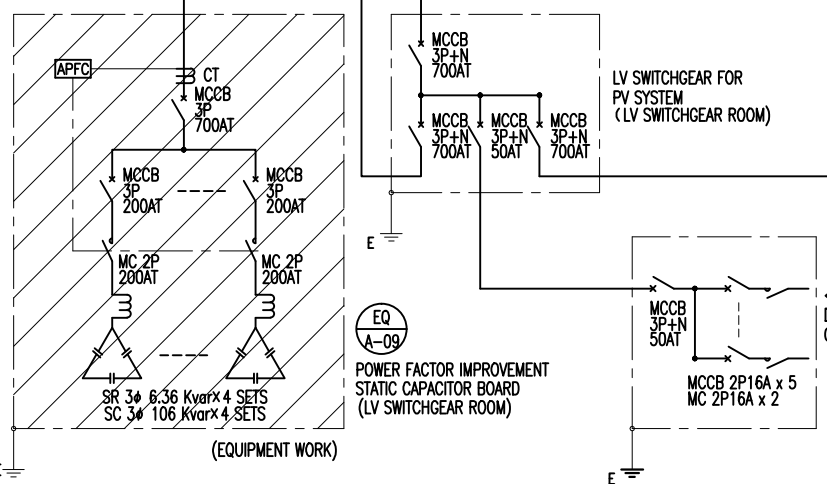 APFC
CT
MCCB
3P
700AT
MCCB
3P
200AT
MCCB
3P
200AT
MC 2P
200AT
MC 2P
200AT
SR 3ϕ 6.36 Kvar×4 SETS
SC 3ϕ 106 Kvar×4 SETS
(EQUIPMENT WORK)
E
EQ
A-09
POWER FACTOR IMPROVEMENT
STATIC CAPACITOR BOARD
(LV SWITCHGEAR ROOM)
MCCB
3P+N
700AT
MCCB
3P+N
700AT
MCCB
3P+N
50AT
MCCB
3P+N
700AT
LV SWITCHGEAR FOR
PV SYSTEM
(LV SWITCHGEAR ROOM)
MCCB
3P+N
50AT
MCCB 2P16A x 5
MC 2P16A x 2
E